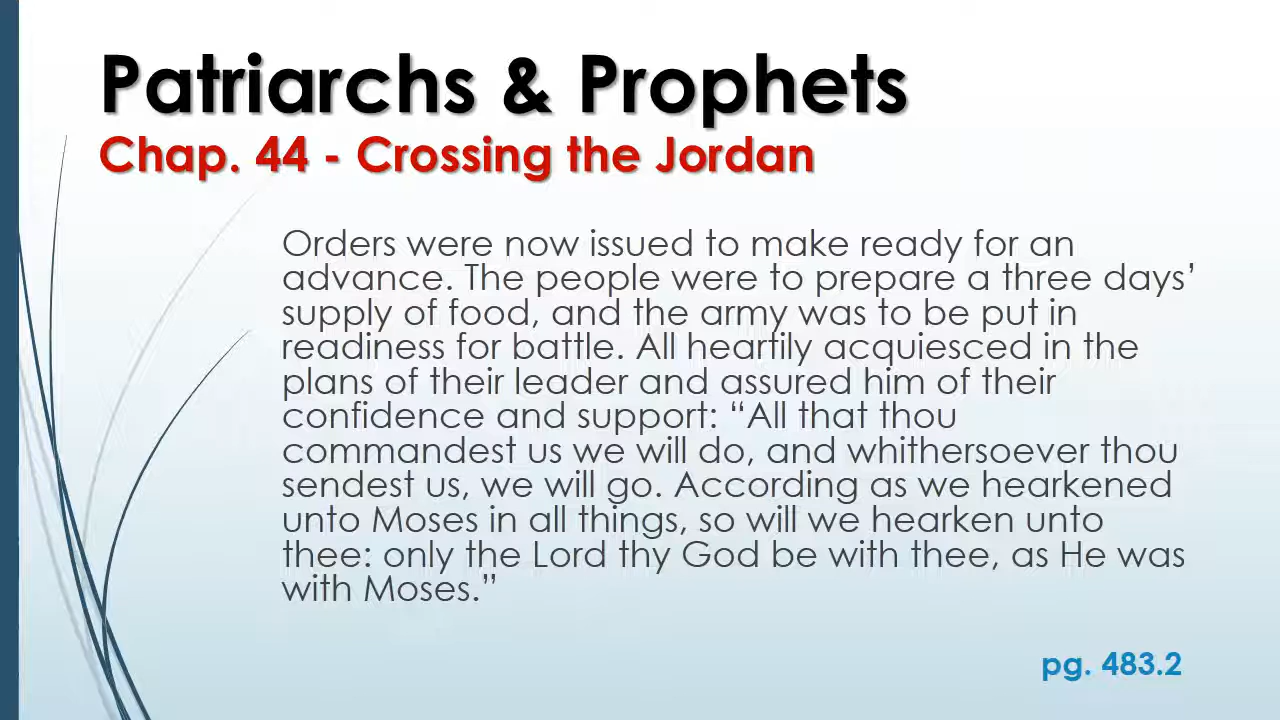 Patriarchs & Prophets
Chap. 44 - Crossing the Jordan
Orders were now issued to make ready for an
advance. The people were to prepare a three days’
supply of food, and the army was to be put in
readiness for battle. All heartily acquiesced in the
plans of their leader and assured him of their
confidence and support: “All that thou
commandest us we will do, and whithersoever thou
sendest us, we will go. According as we hearkened
unto Moses in all things, so will we hearken unto
thee: only the Lord thy God be with thee, as He was
with Moses.”
pg. 483.2